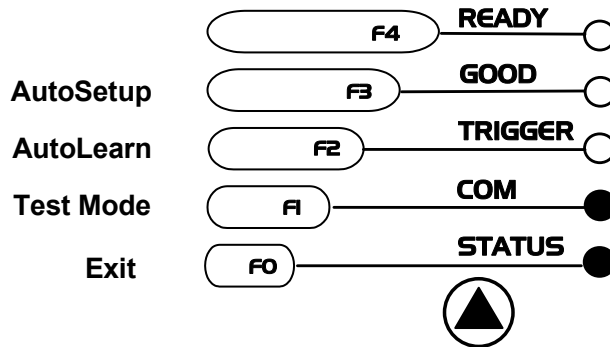 F4 READY
AutoSetup F3 GOOD
AutoLearn F2 TRIGGER
Test Mode F1 COM
Exit F0 STATUS